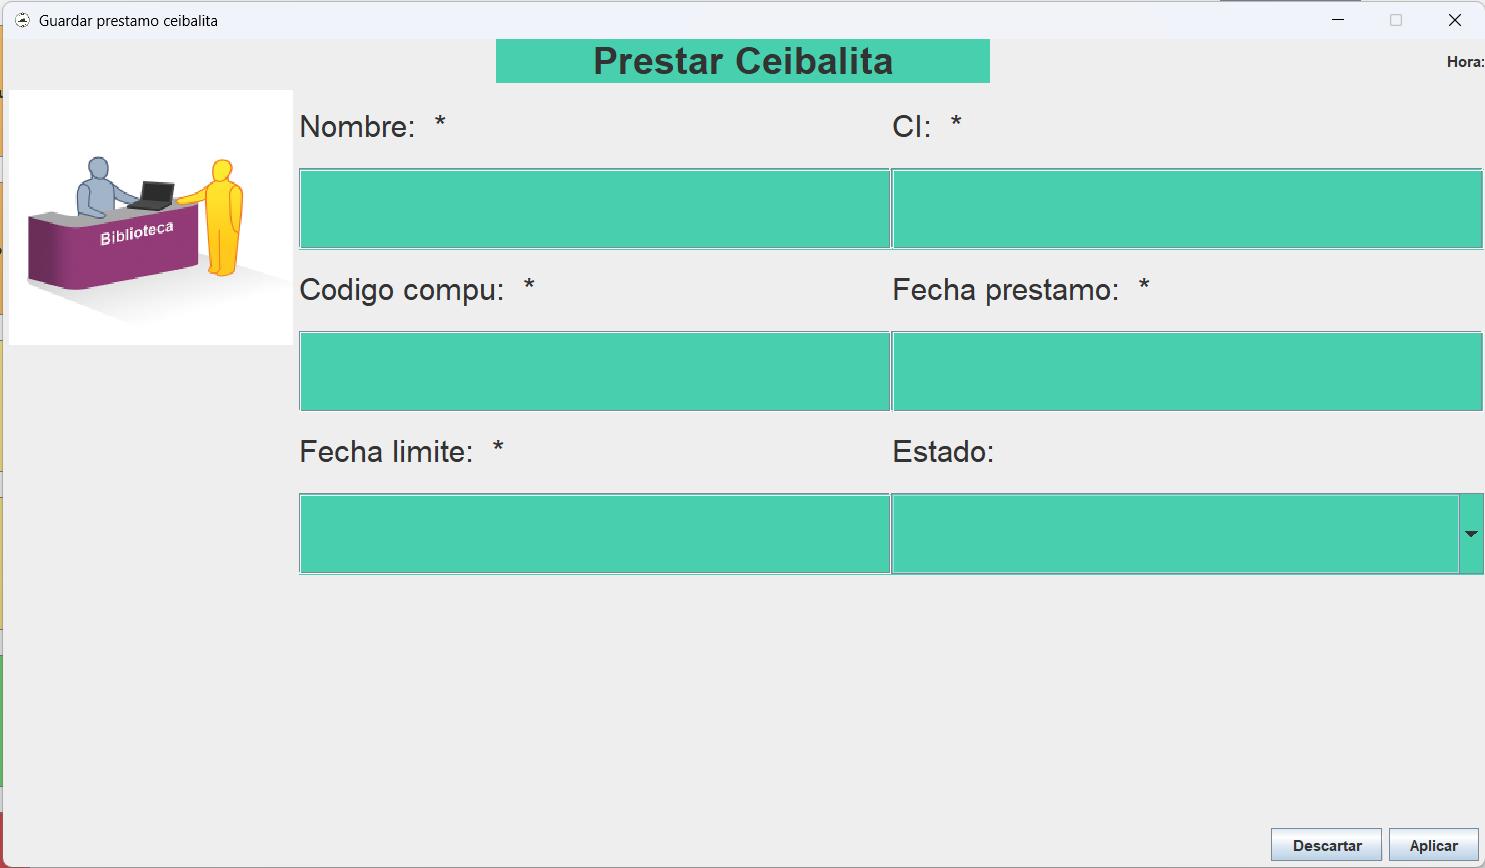 Guardar prestamo ceibalita
Prestar Ceibalita
Hora:
Biblioteca
Nombre: *
CI: *
Codigo compu: *
Fecha prestamo: *
Fecha limite: *
Estado:
Descartar
Aplicar